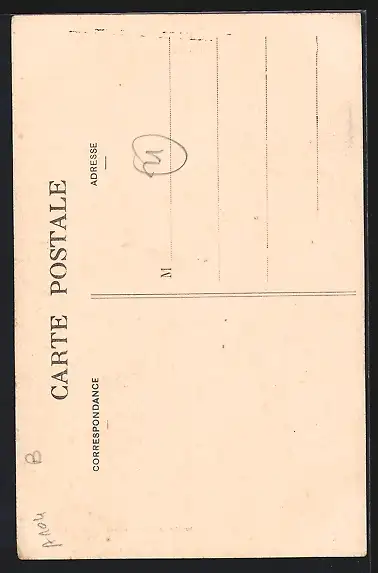 CARTE POSTALE
CORRESPONDANCE
ADRESSE
M
B